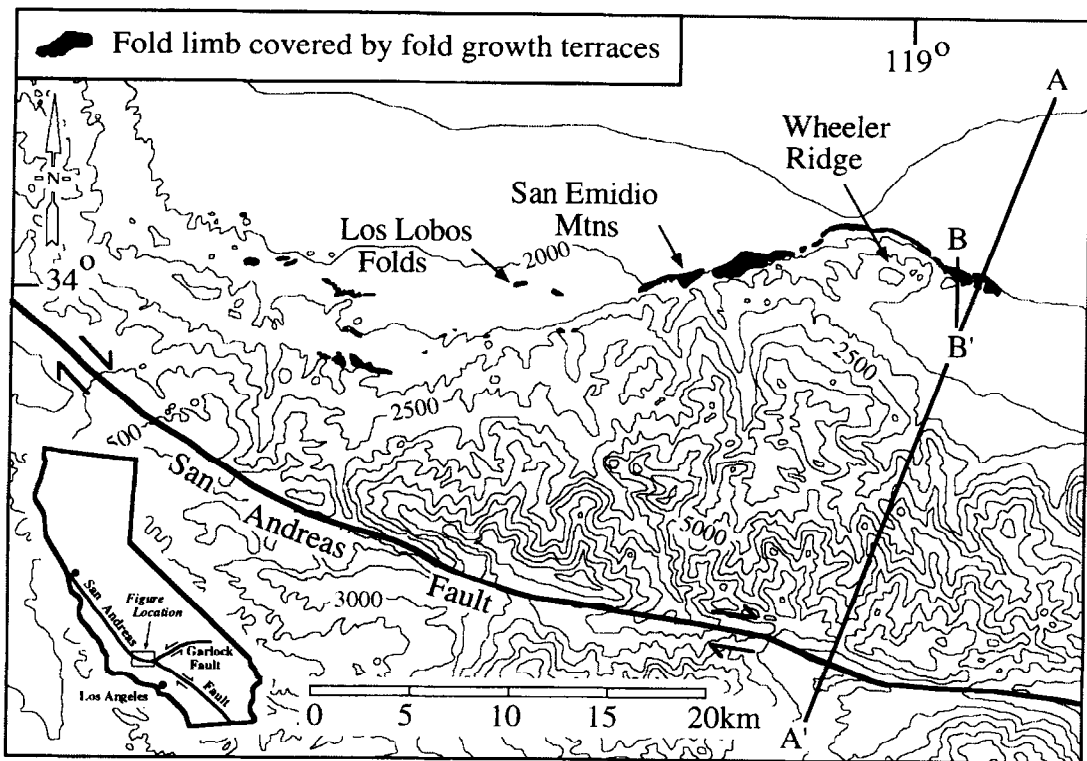 Fold limb covered by fold growth terraces
119°
A
Wheeler
Ridge
N
San Emidio
Mtns
Los Lobos
Folds
2000
B
34°
B'
2500
2500
500
San
Andreas
Fault
5000
3000
San Andreas
Figure
Location
Garlock
Fault
Fault
Los Angeles
0 5 10 15 20km
A'